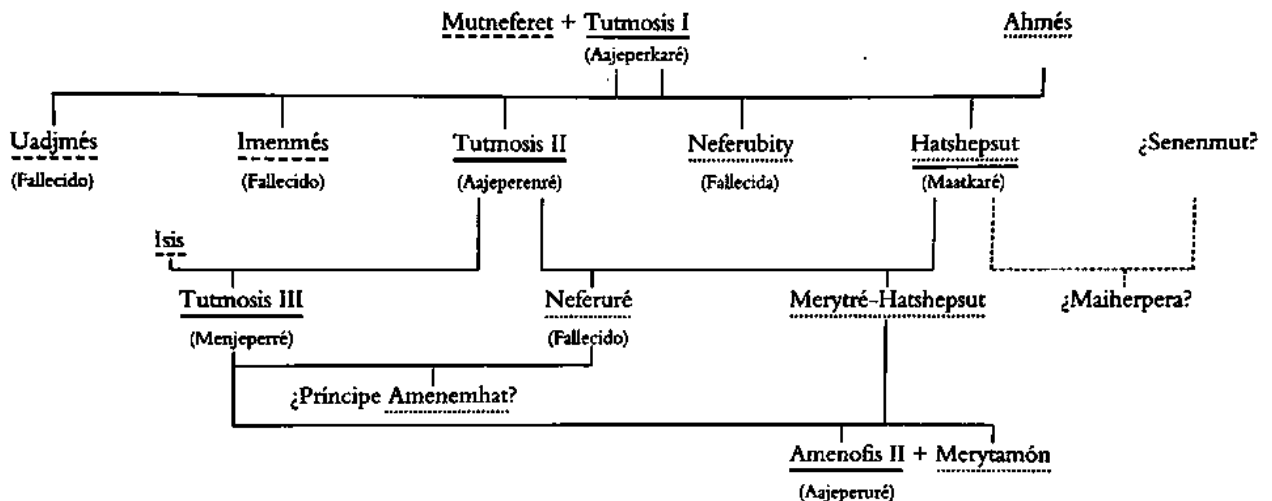 Mutneferet + Tutmosis I Ahmés
(Aajeperkaré)
Uadjmés Imenmés Tutmosis II Neferubity Hatshepsut ¿Senenmut?
(Fallecido) (Fallecido) (Aajeperenré) (Fallecida) (Maatkaré)
Isis
Tutmosis III Neferuré Merytré-Hatshepsut ¿Maiherpera?
(Menjeperré) (Fallecido)
¿Príncipe Amenemhat?
Amenofis II + Merytamón
(Aajeperuré)